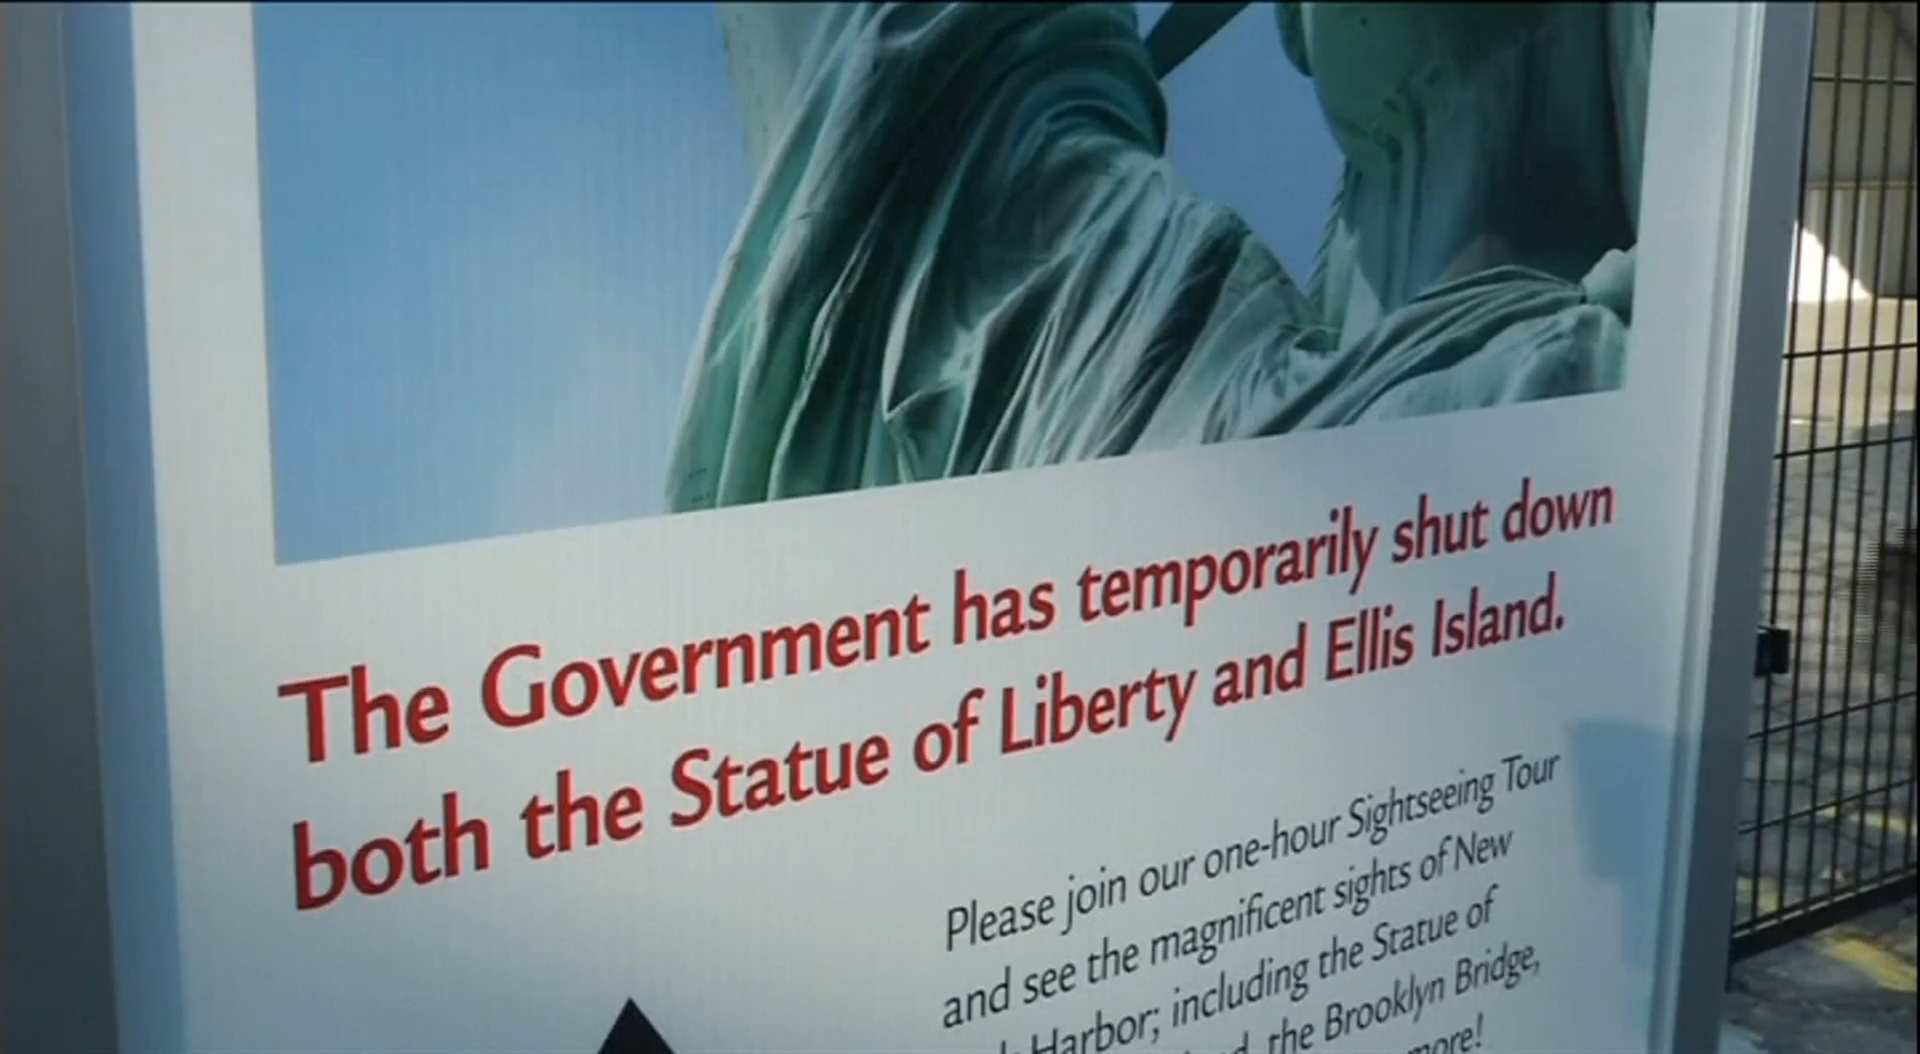 The Government has temporarily shut down
both the Statue of Liberty and Ellis Island.
Please join our one-hour Sightseeing Tour
and see the magnificent sights of New
Harbor; including the Statue of
the Brooklyn Bridge,
more!